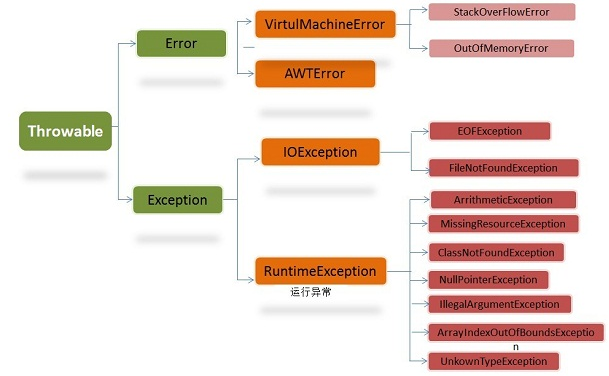 Throwable
Error
VirtulMachineError
StackOverFlowError
OutOfMemoryError
AWTError
Exception
IOException
EOFException
FileNotFoundException
RuntimeException
运行异常
ArrithmeticException
MissingResourceException
ClassNotFoundException
NullPointerException
IllegalArgumentException
ArrayIndexOutOfBoundsExceptio
n
UnkownTypeException